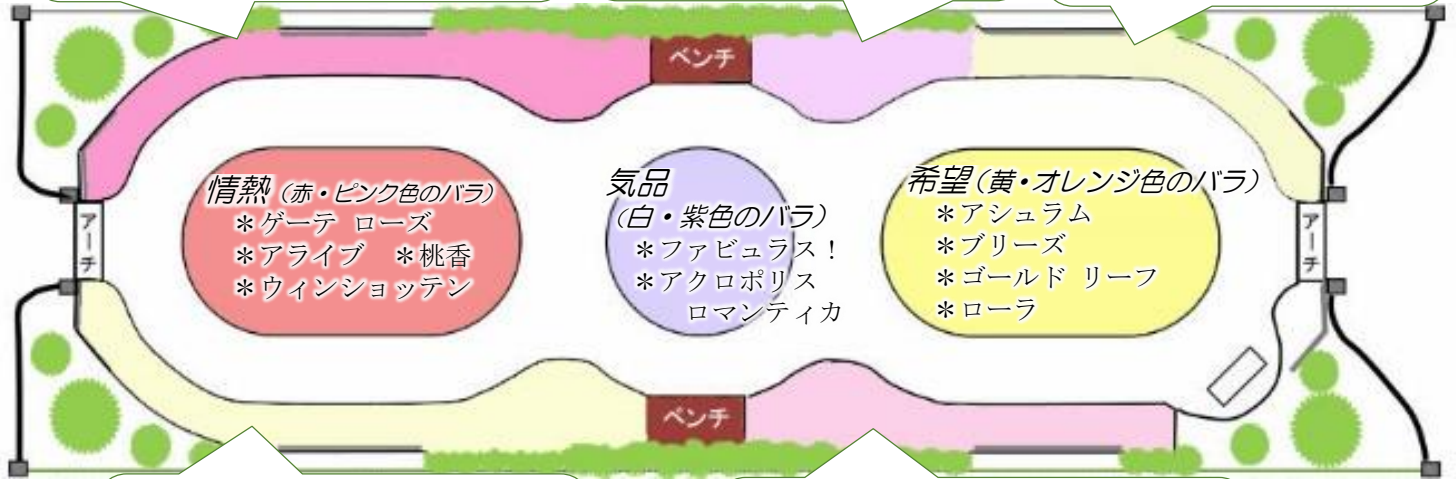 ベンチ
情熱(赤・ピンク色のバラ)
＊ゲーテ ローズ
＊アライブ ＊桃香
＊ウィンショッテン
気品
(白・紫色のバラ)
＊ファビュラス！
＊アクロポリス
ロマンティカ
希望(黄・オレンジ色のバラ)
＊アシュラム
＊ブリーズ
＊ゴールド リーフ
＊ローラ
アーチ
アーチ
ベンチ